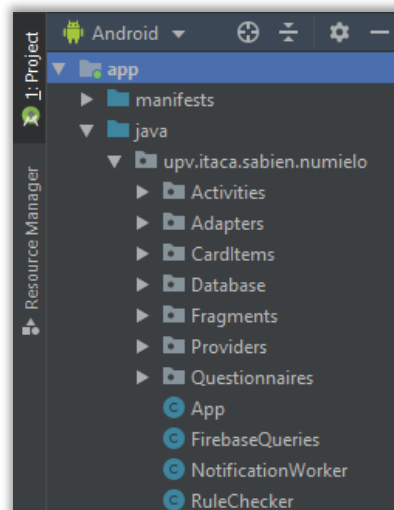 1: Project
Resource Manager
Android
app
manifests
java
upv.itaca.sabien.numielo
Activities
Adapters
CardItems
Database
Fragments
Providers
Questionnaires
C App
C FirebaseQueries
C NotificationWorker
C RuleChecker